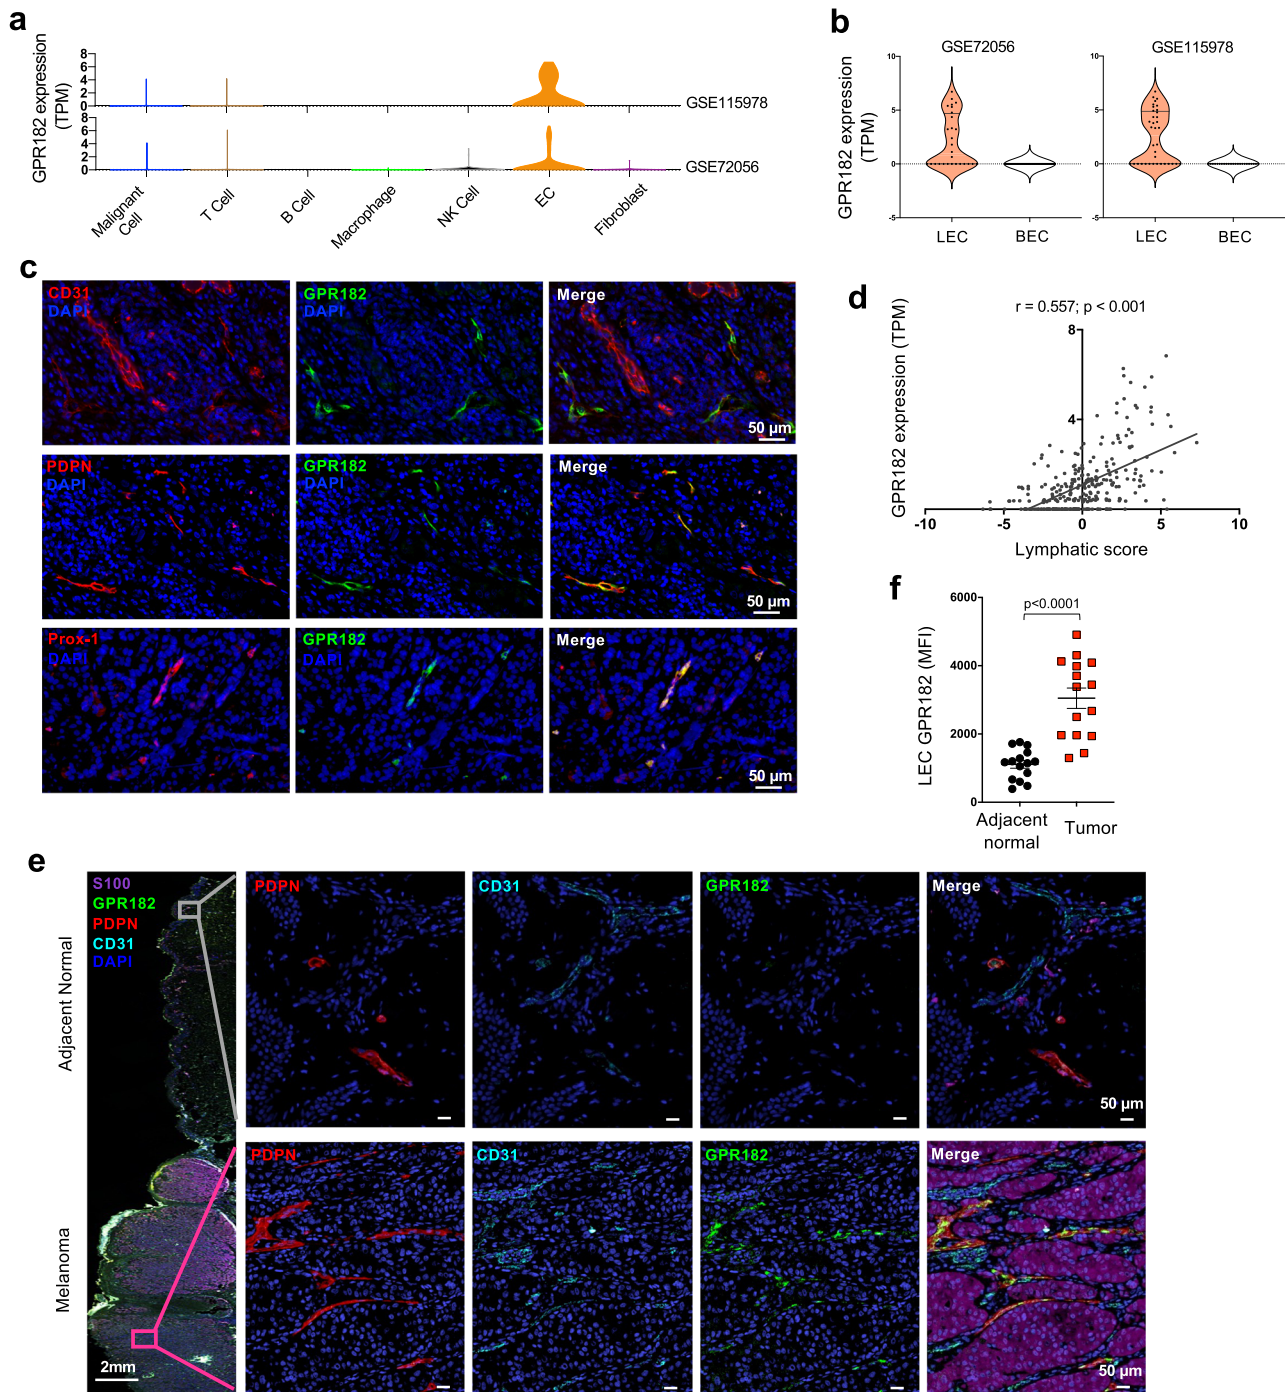 a
GPR182 expression
(TPM)
8
6
4
2
0
GSE115978
8
6
4
2
0
GSE72056
Malignant
Cell
T Cell
B Cell
Macrophage
NK Cell
EC
Fibroblast
b
GPR182 expression
(TPM)
GSE72056
10
5
0
-5
LEC
BEC
GSE115978
10
5
0
-5
LEC
BEC
c
CD31
DAPI
GPR182
DAPI
Merge
50 µm
PDPN
DAPI
GPR182
DAPI
Merge
50 µm
Prox-1
DAPI
GPR182
DAPI
Merge
50 µm
d
r = 0.557; p < 0.001
GPR182 expression (TPM)
8
4
-10
-5
0
5
10
Lymphatic score
f
LEC GPR182 (MFI)
6000
4000
2000
0
p<0.0001
Adjacent
normal
Tumor
e
Adjacent Normal
Melanoma
S100
GPR182
PDPN
CD31
DAPI
2mm
PDPN
CD31
GPR182
Merge
50 µm
PDPN
CD31
GPR182
Merge
50 µm